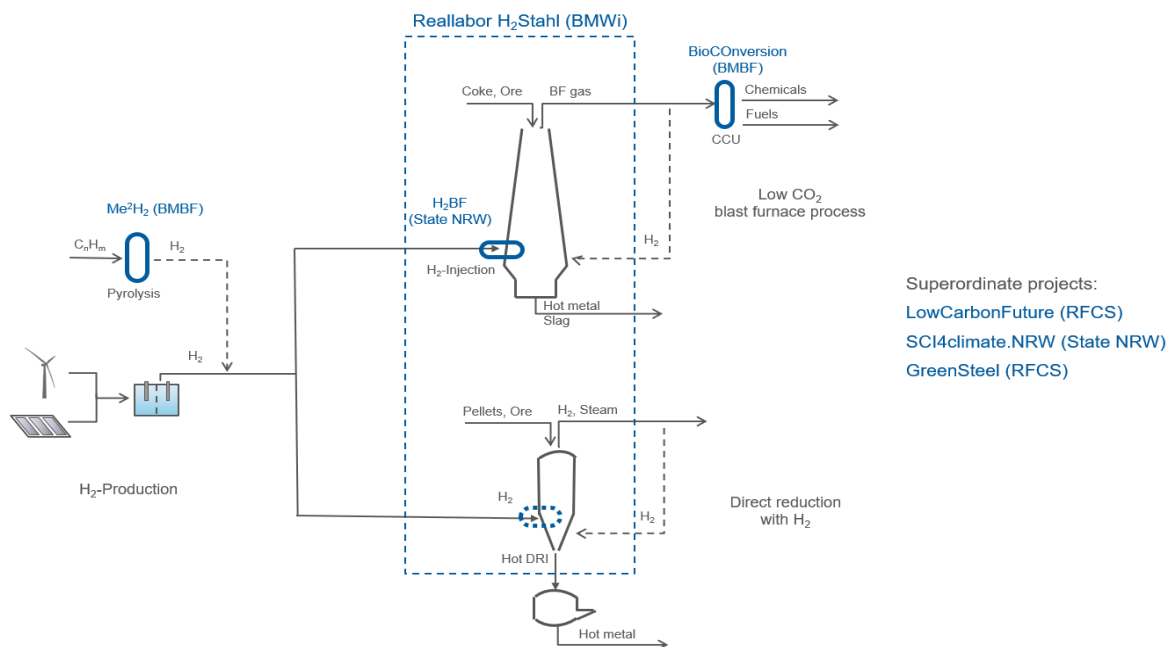 Reallabor H₂Stahl (BMWi)
BioCOnversion
(BMBF)
Coke, Ore
BF gas
Chemicals
Fuels
CCU
Low CO₂
blast furnace process
H₂BF
(State NRW)
H₂
H₂-Injection
Hot metal
Slag
Me²H₂ (BMBF)
CₙHₘ
H₂
Pyrolysis
H₂
H₂-Production
Superordinate projects:
LowCarbonFuture (RFCS)
SCI4climate.NRW (State NRW)
GreenSteel (RFCS)
Pellets, Ore
H₂, Steam
H₂
H₂
Direct reduction
with H₂
Hot DRI
Hot metal